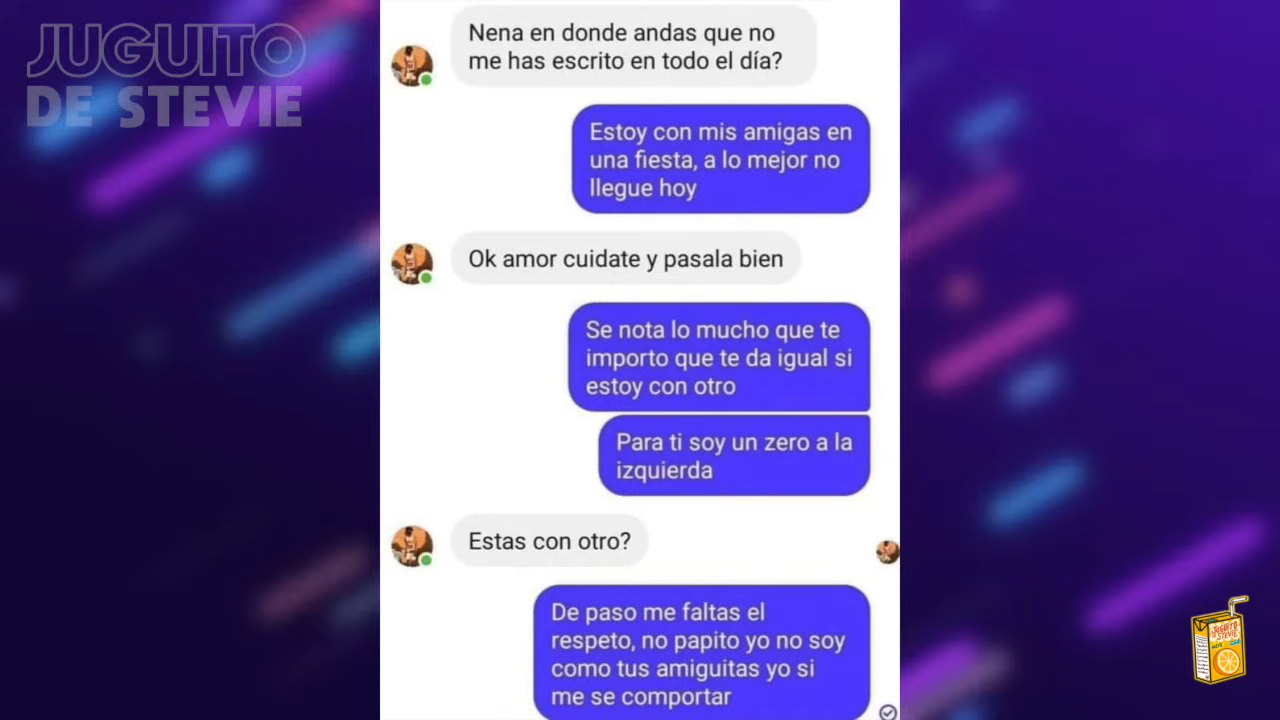 JUGUITO
DE STEVIE
Nena en donde andas que no
me has escrito en todo el día?
Estoy con mis amigas en
una fiesta, a lo mejor no
llegue hoy
Ok amor cuidate y pasala bien
Se nota lo mucho que te
importo que te da igual si
estoy con otro
Para ti soy un zero a la
izquierda
Estas con otro?
De paso me faltas el
respeto, no papito yo no soy
como tus amiguitas yo si
me se comportar
JUGUITO
DE STEVIE